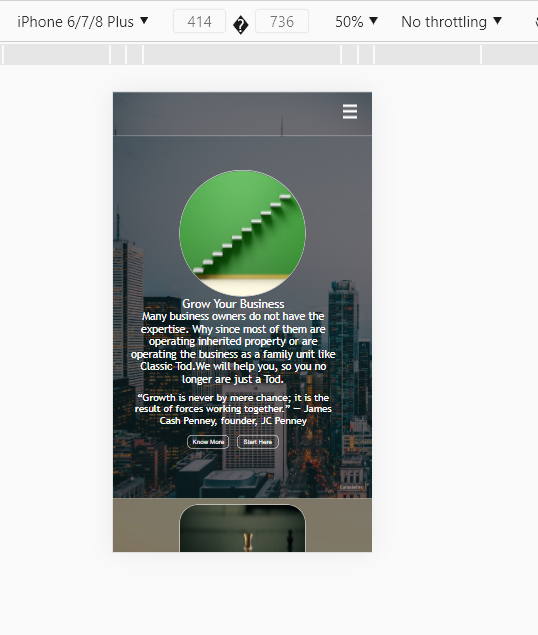 iPhone 6/7/8 Plus ▼ 414 � 736 50% ▼ No throttling ▼
Grow Your Business
Many business owners do not have the
expertise. Why since most of them are
operating inherited property or are
operating the business as a family unit like
Classic Tod.We will help you, so you no
longer are just a Tod.
“Growth is never by mere chance; it is the
result of forces working together.” — James
Cash Penney, founder, JC Penney
Know More Start Here